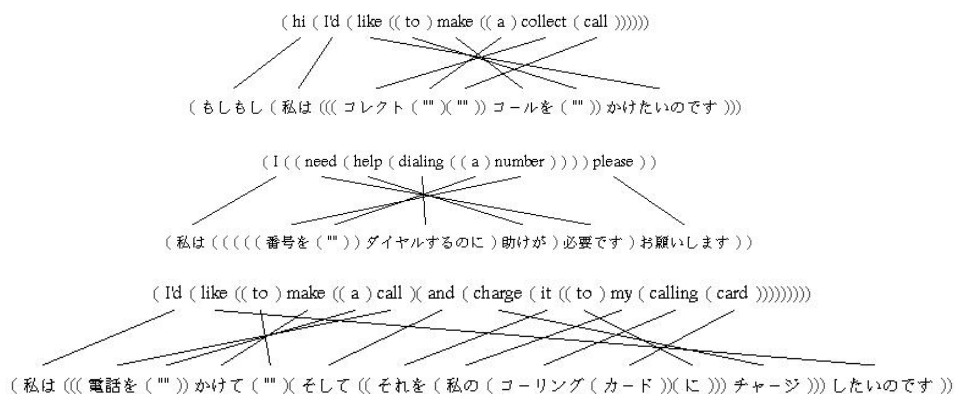 ( hi ( I'd ( like (( to ) make (( a ) collect ( call ))))))
( もしもし ( 私は ((( コレクト ( "" )( "" )) コールを ( "" )) かけたいのです )))
( I ( ( need ( help ( dialing ( ( a ) number ) ) ) ) please ) )
( 私は ( ( ( ( ( 番号を ( "" ) ) ダイヤルするのに ) 助けが ) 必要です ) お願いします ) )
( I'd ( like (( to ) make (( a ) call )( and ( charge ( it (( to ) my ( calling ( card )))))))))
( 私は ((( 電話を ( "" )) かけて ( "" )( そして (( それを ( 私の ( コーリング ( カード ))( に ))) チャージ ))) したいのです ))